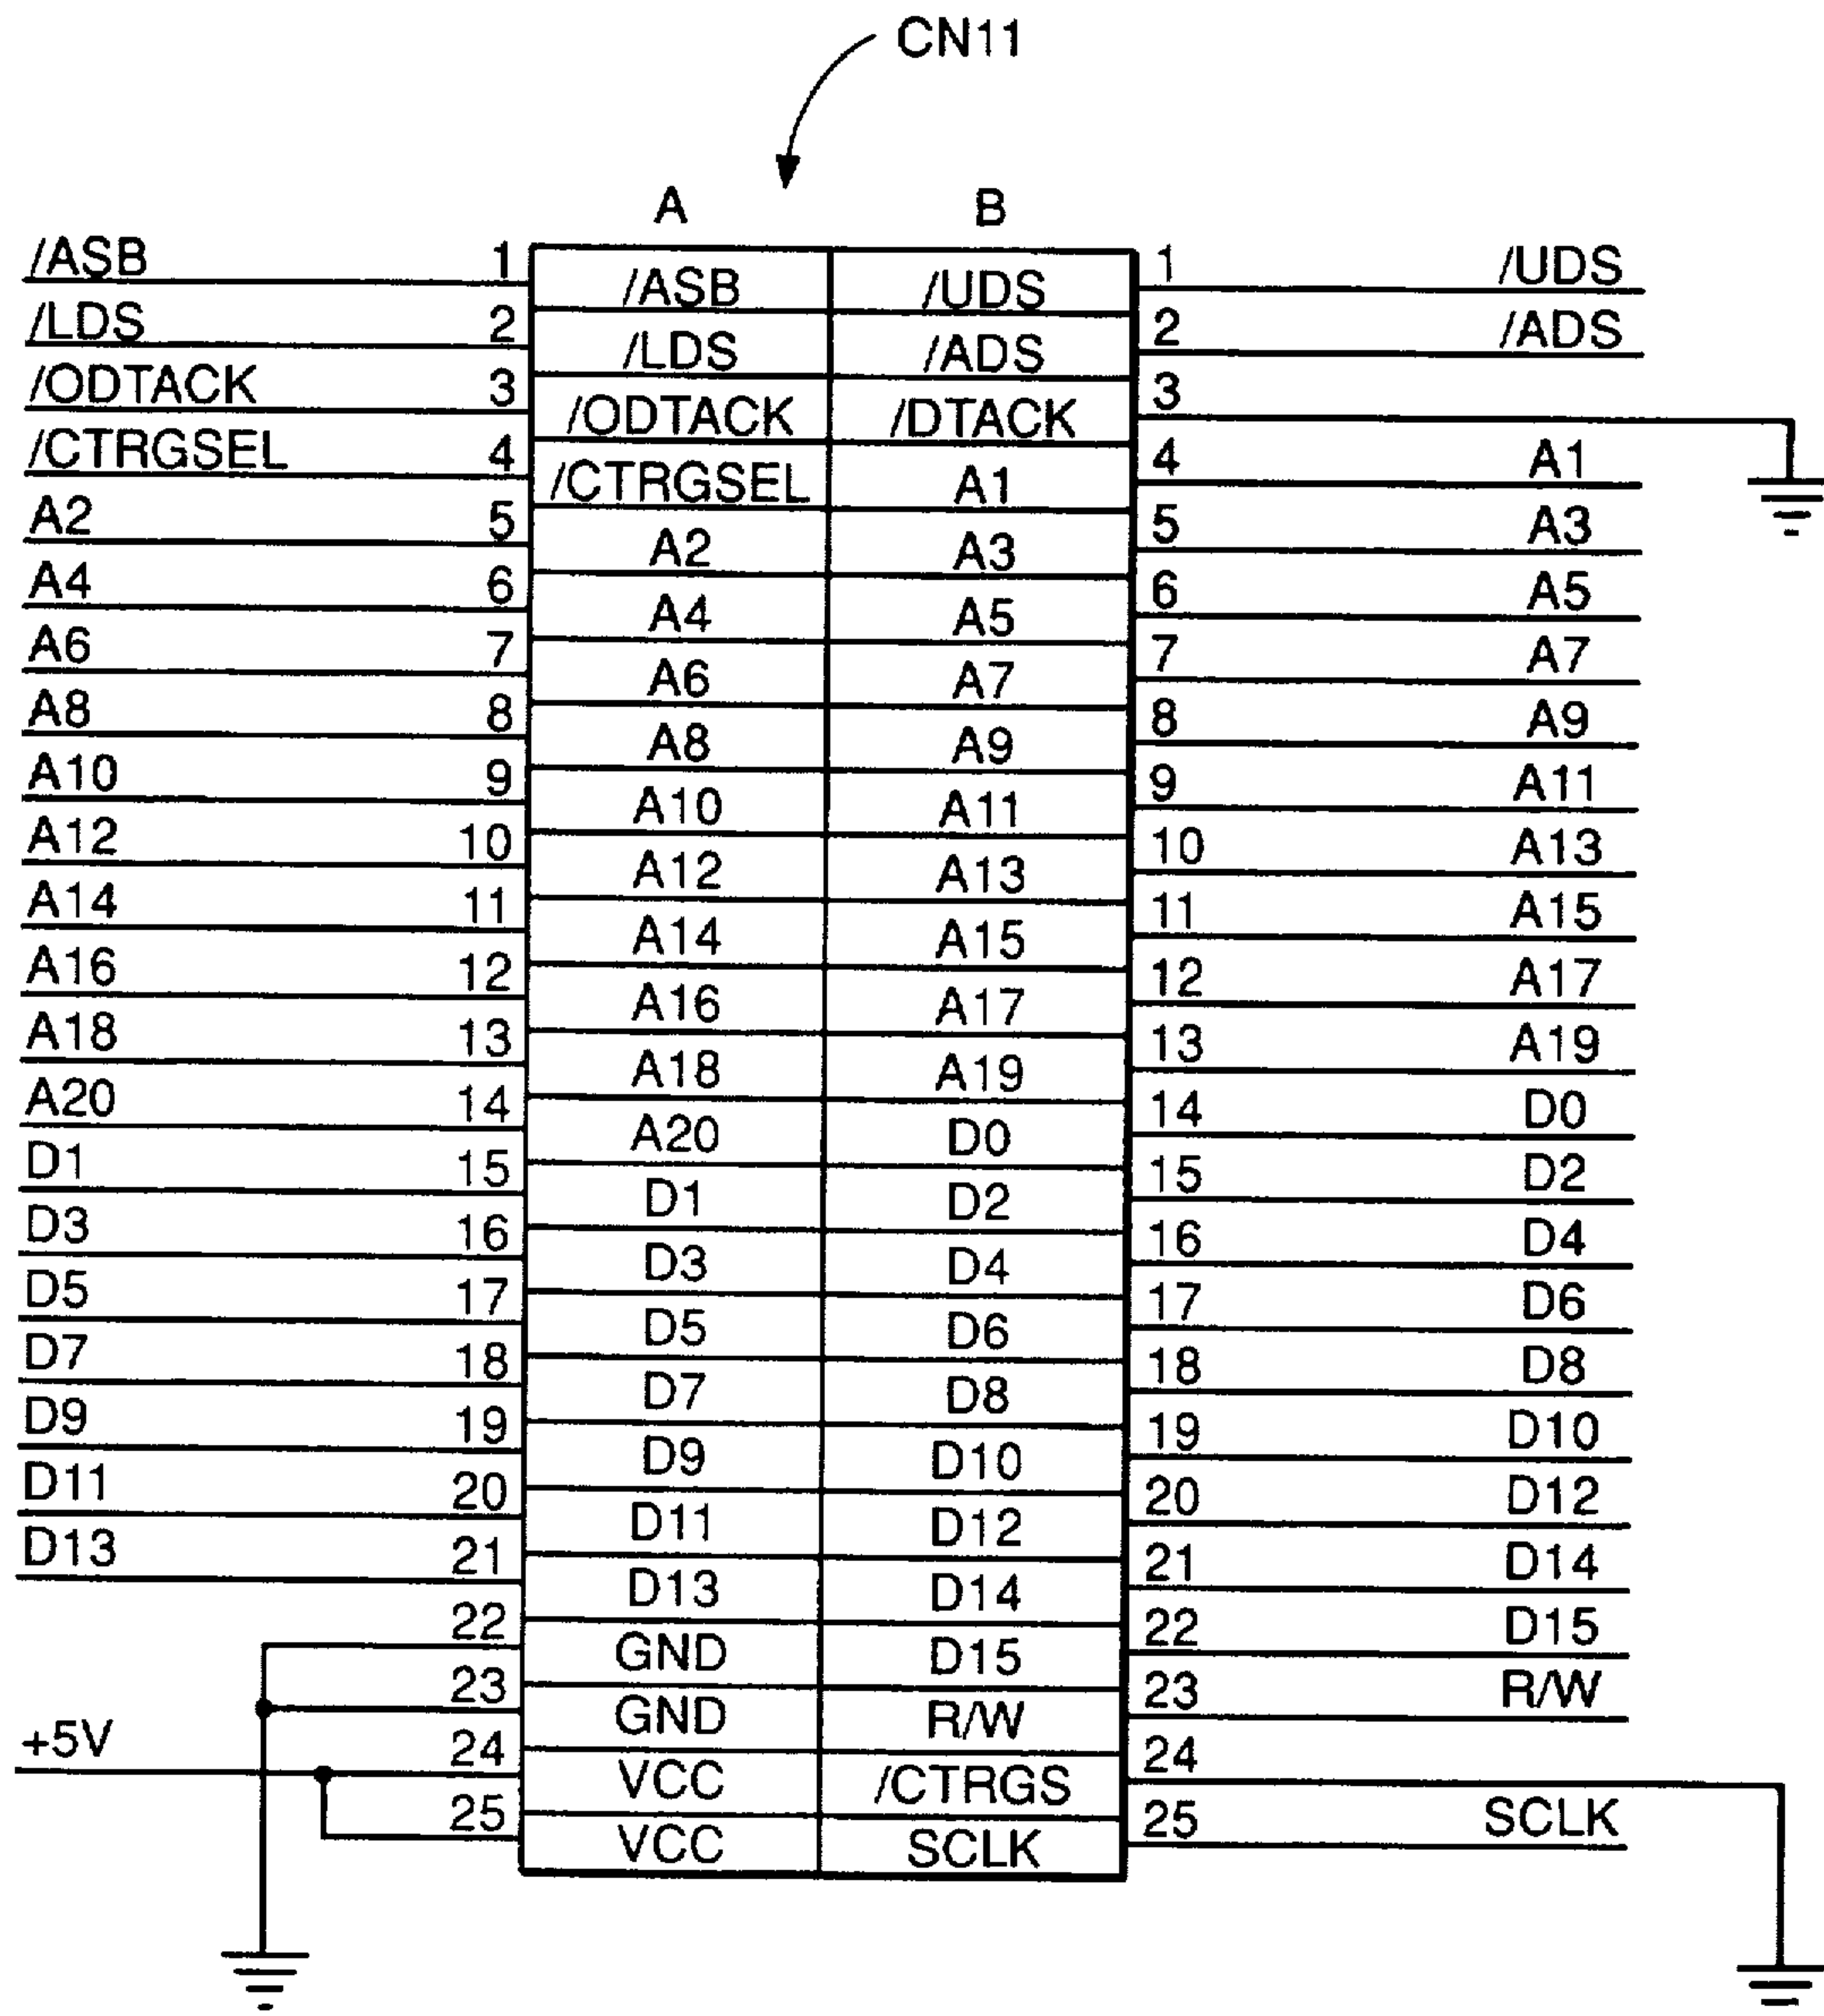 CN11
A B
/ASB 1 /ASB /UDS 1 /UDS
/LDS 2 /LDS /ADS 2 /ADS
/ODTACK 3 /ODTACK /DTACK 3
/CTRGSEL 4 /CTRGSEL A1 4 A1
A2 5 A2 A3 5 A3
A4 6 A4 A5 6 A5
A6 7 A6 A7 7 A7
A8 8 A8 A9 8 A9
A10 9 A10 A11 9 A11
A12 10 A12 A13 10 A13
A14 11 A14 A15 11 A15
A16 12 A16 A17 12 A17
A18 13 A18 A19 13 A19
A20 14 A20 D0 14 D0
D1 15 D1 D2 15 D2
D3 16 D3 D4 16 D4
D5 17 D5 D6 17 D6
D7 18 D7 D8 18 D8
D9 19 D9 D10 19 D10
D11 20 D11 D12 20 D12
D13 21 D13 D14 21 D14
22 GND D15 22 D15
23 GND R/W 23 R/W
+5V 24 VCC /CTRGS 24
25 VCC SCLK 25 SCLK